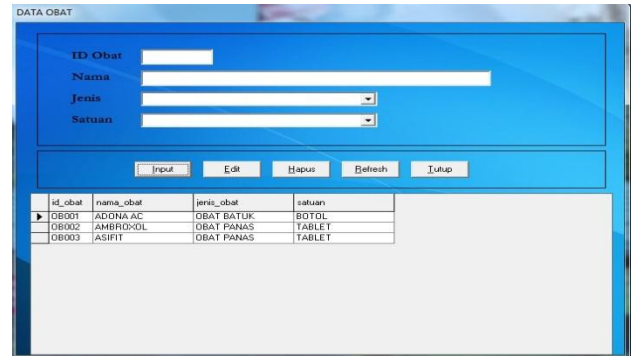 DATA OBAT
ID Obat
Nama
Jenis
Satuan
Input Edit Hapus Refresh Tutup
id_obat nama_obat jenis_obat satuan
OB001 ADONA AC OBAT BATUK BOTOL
OB002 AMBROXOL OBAT PANAS TABLET
OB003 ASIFIT OBAT PANAS TABLET